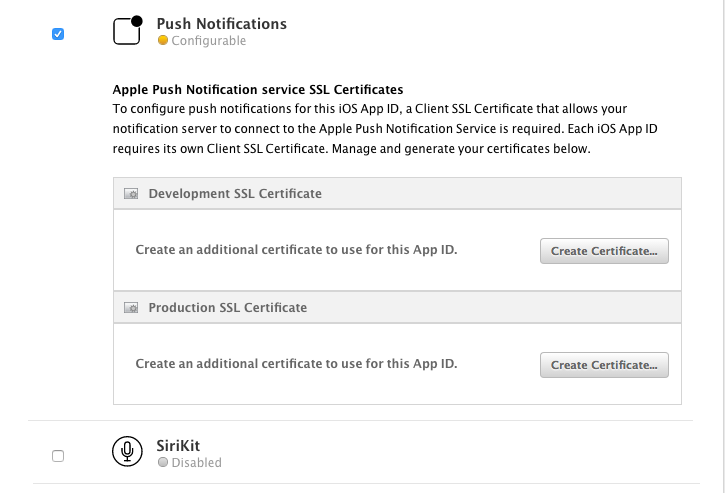 Push Notifications
Configurable
Apple Push Notification service SSL Certificates
To configure push notifications for this iOS App ID, a Client SSL Certificate that allows your
notification server to connect to the Apple Push Notification Service is required. Each iOS App ID
requires its own Client SSL Certificate. Manage and generate your certificates below.
Development SSL Certificate
Create an additional certificate to use for this App ID.
Create Certificate...
Production SSL Certificate
Create an additional certificate to use for this App ID.
Create Certificate...
SiriKit
Disabled